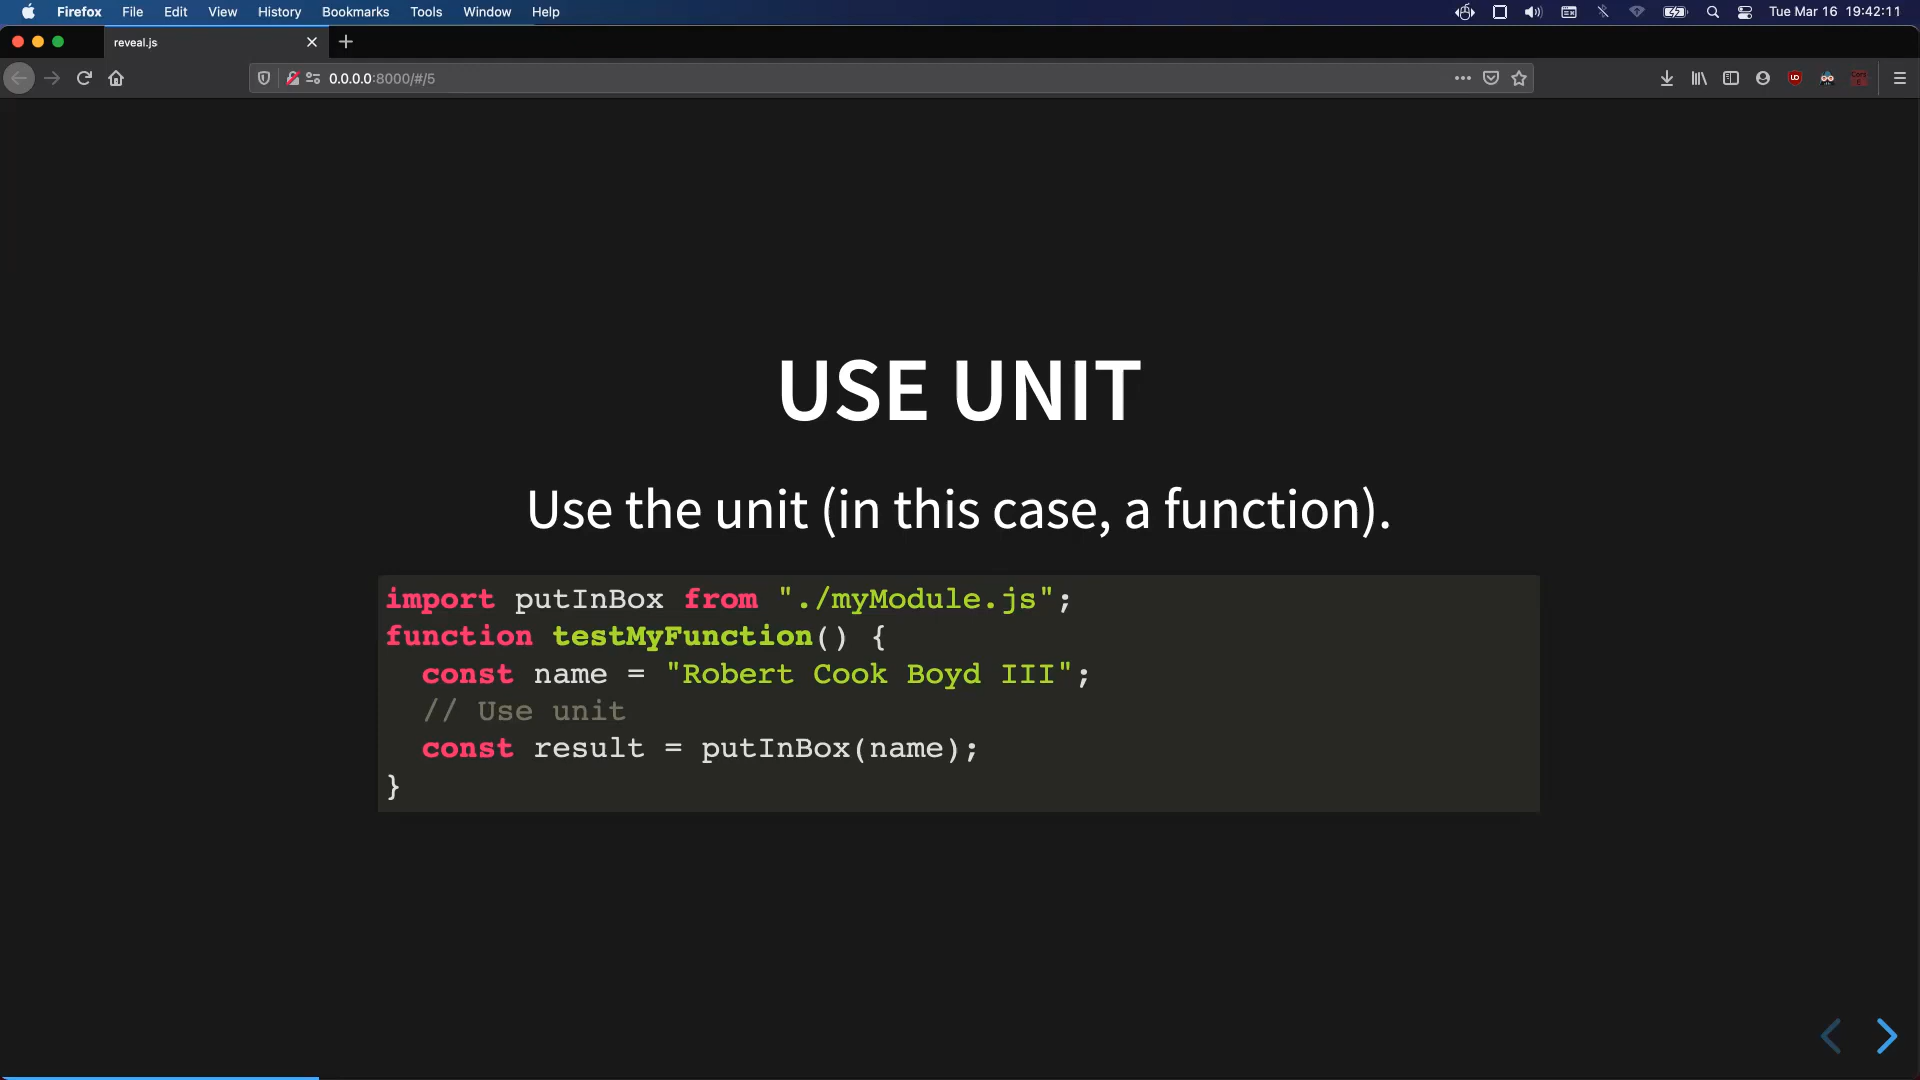 Firefox File Edit View History Bookmarks Tools Window Help Tue Mar 16 19:42:11
reveal.js
0.0.0.0:8000/#/5
USE UNIT
Use the unit (in this case, a function).
import putInBox from "./myModule.js";
function testMyFunction() {
  const name = "Robert Cook Boyd III";
  // Use unit
  const result = putInBox(name);
}